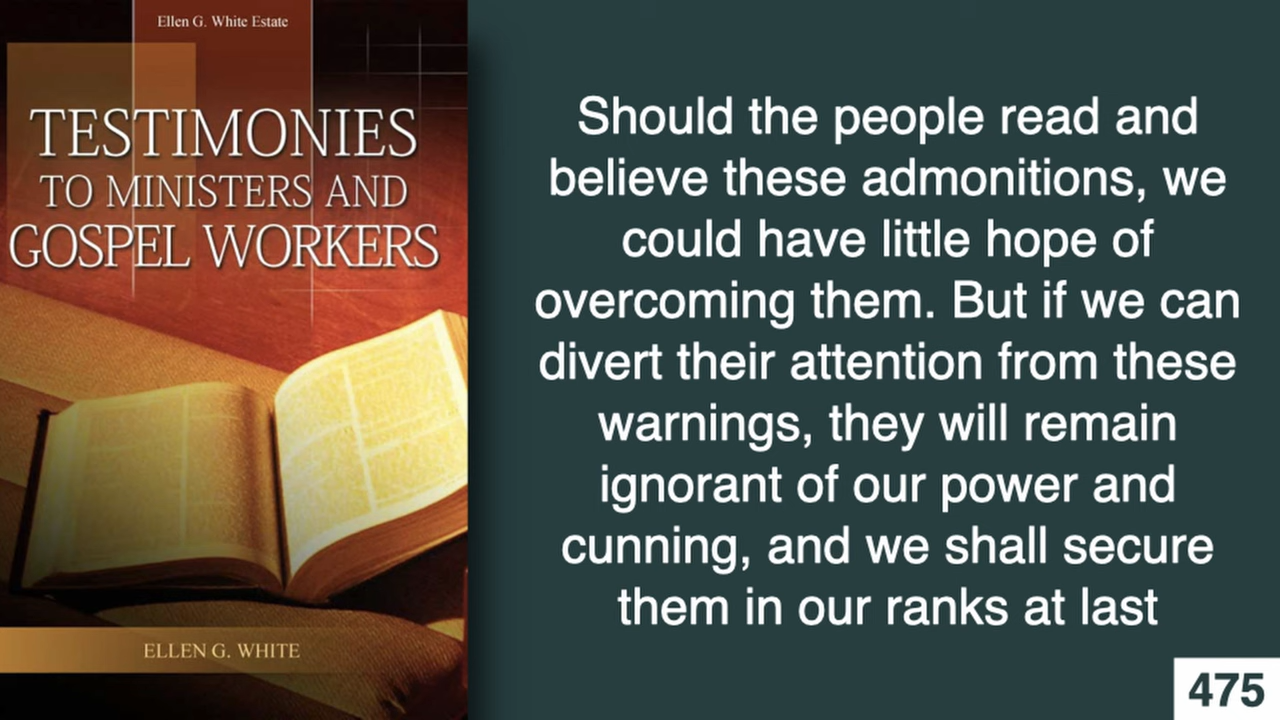 Ellen G. White Estate
TESTIMONIES
TO MINISTERS AND
GOSPEL WORKERS
ELLEN G. WHITE
Should the people read and
believe these admonitions, we
could have little hope of
overcoming them. But if we can
divert their attention from these
warnings, they will remain
ignorant of our power and
cunning, and we shall secure
them in our ranks at last
475